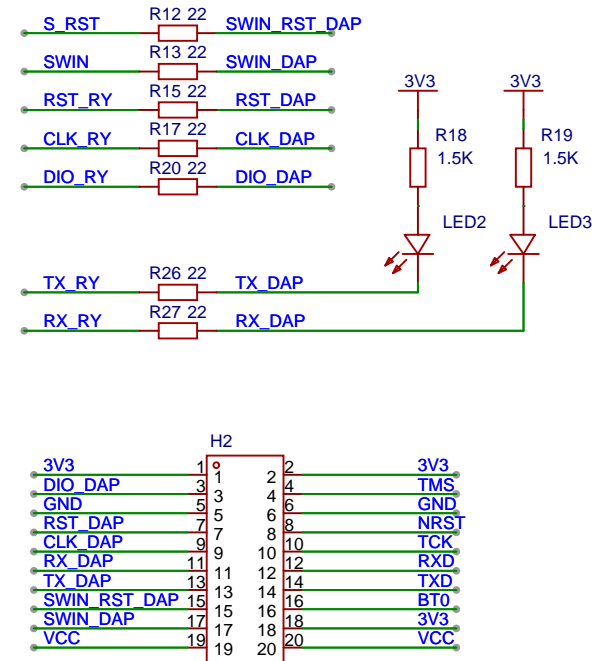 S_RST R12 22 SWIN_RST_DAP
SWIN R13 22 SWIN_DAP
RST_RY R15 22 RST_DAP
CLK_RY R17 22 CLK_DAP
DIO_RY R20 22 DIO_DAP
3V3 3V3
R18 R19
1.5K 1.5K
LED2 LED3
TX_RY R26 22 TX_DAP
RX_RY R27 22 RX_DAP
H2
3V3 1 1 2 2 3V3
DIO_DAP 3 3 4 4 TMS
GND 5 5 6 6 GND
RST_DAP 7 7 8 8 NRST
CLK_DAP 9 9 10 10 TCK
RX_DAP 11 11 12 12 RXD
TX_DAP 13 13 14 14 TXD
SWIN_RST_DAP 15 15 16 16 BT0
SWIN_DAP 17 17 18 18 3V3
VCC 19 19 20 20 VCC